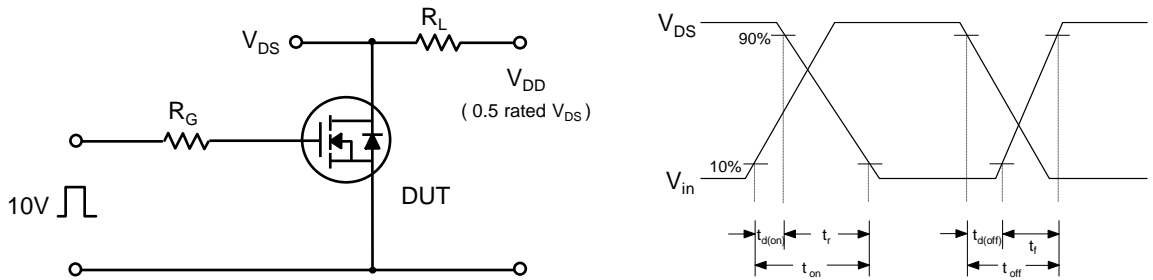 R_L
V_DS
V_DD
( 0.5 rated V_DS )
R_G
DUT
10V
V_DS
90%
10%
V_in
t_d(on)
t_r
t_on
t_d(off)
t_f
t_off